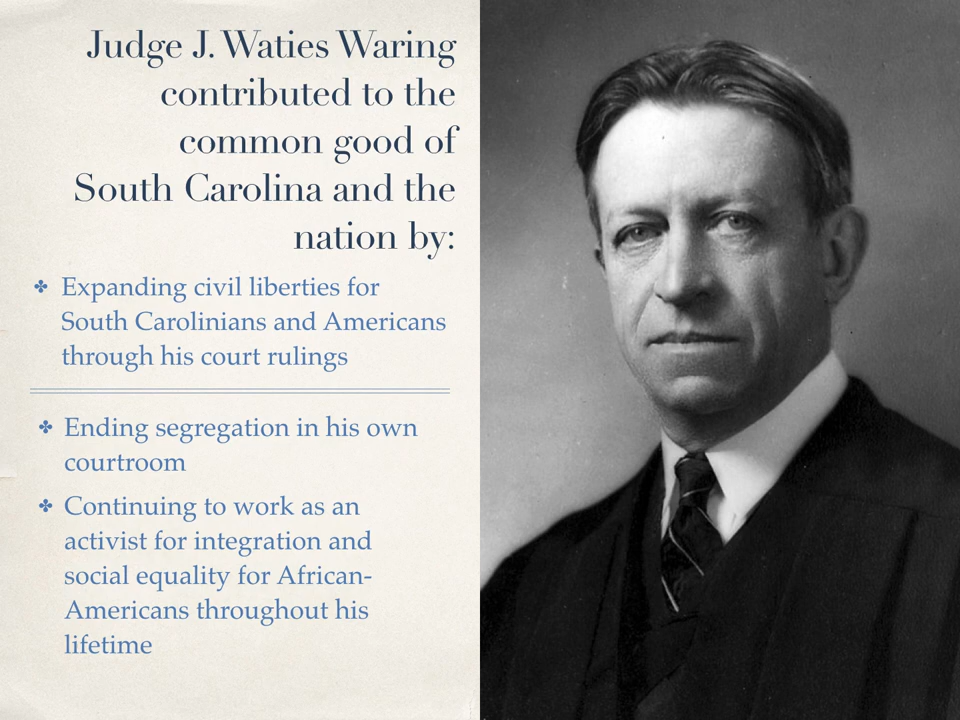 Judge J. Waties Waring
contributed to the
common good of
South Carolina and the
nation by:
✤ Expanding civil liberties for
South Carolinians and Americans
through his court rulings
✤ Ending segregation in his own
courtroom
✤ Continuing to work as an
activist for integration and
social equality for African-
Americans throughout his
lifetime